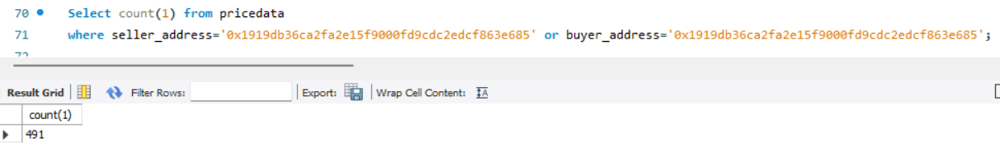 70 Select count(1) from pricedata
71 where seller_address='0x1919db36ca2fa2e15f9000fd9cdc2edcf863e685' or buyer_address='0x1919db36ca2fa2e15f9000fd9cdc2edcf863e685';
Result Grid Filter Rows: Export: Wrap Cell Content: IA
count(1)
491